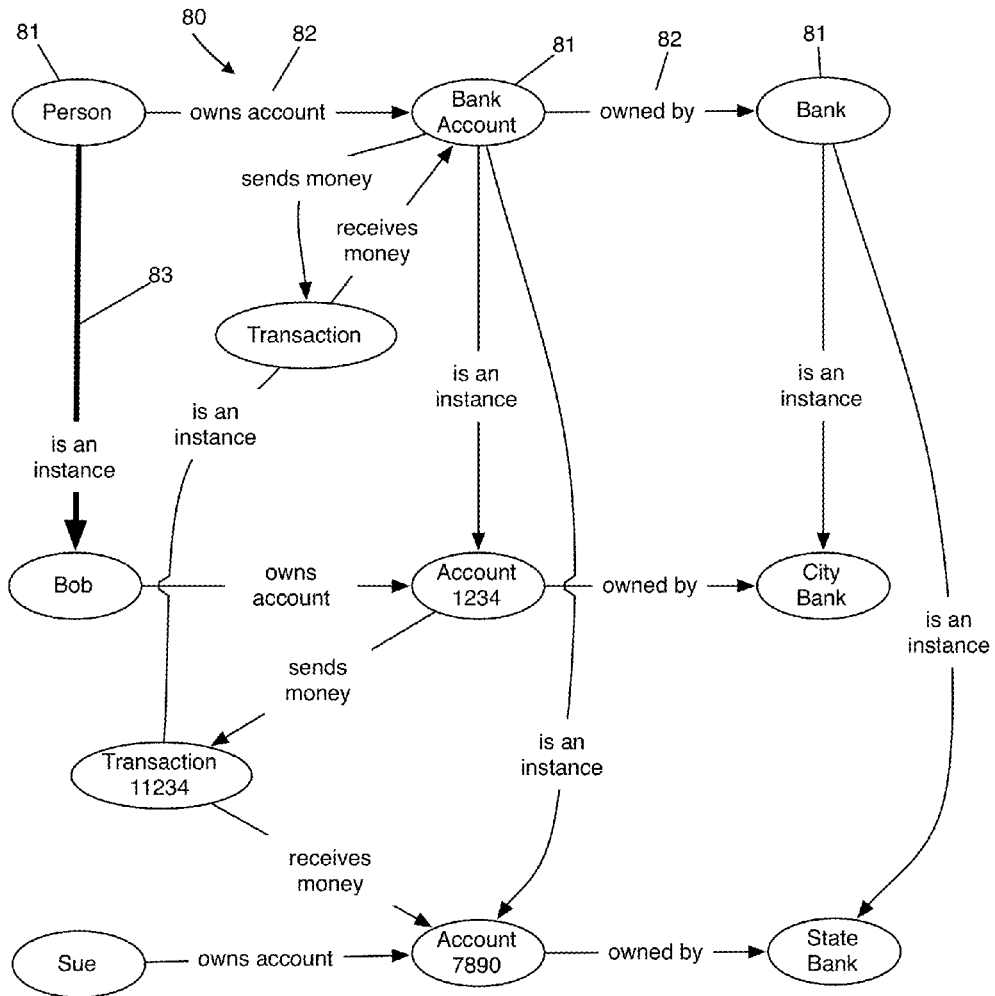 80
81
82
81
82
81
Person
owns account
Bank
Account
owned by
Bank
sends money
receives
money
83
Transaction
is an
instance
is an
instance
is an
instance
is an
instance
Bob
owns
account
Account
1234
owned by
City
Bank
is an
instance
sends
money
Transaction
11234
is an
instance
receives
money
Sue
owns account
Account
7890
owned by
State
Bank